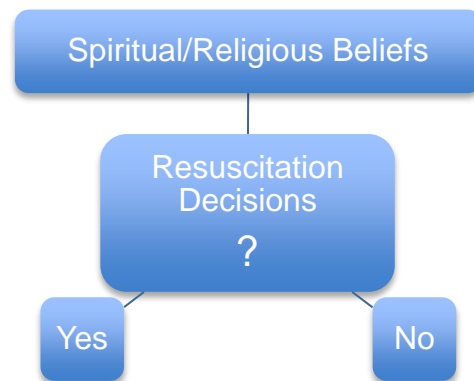 Spiritual/Religious Beliefs
Resuscitation
Decisions
?
Yes
No